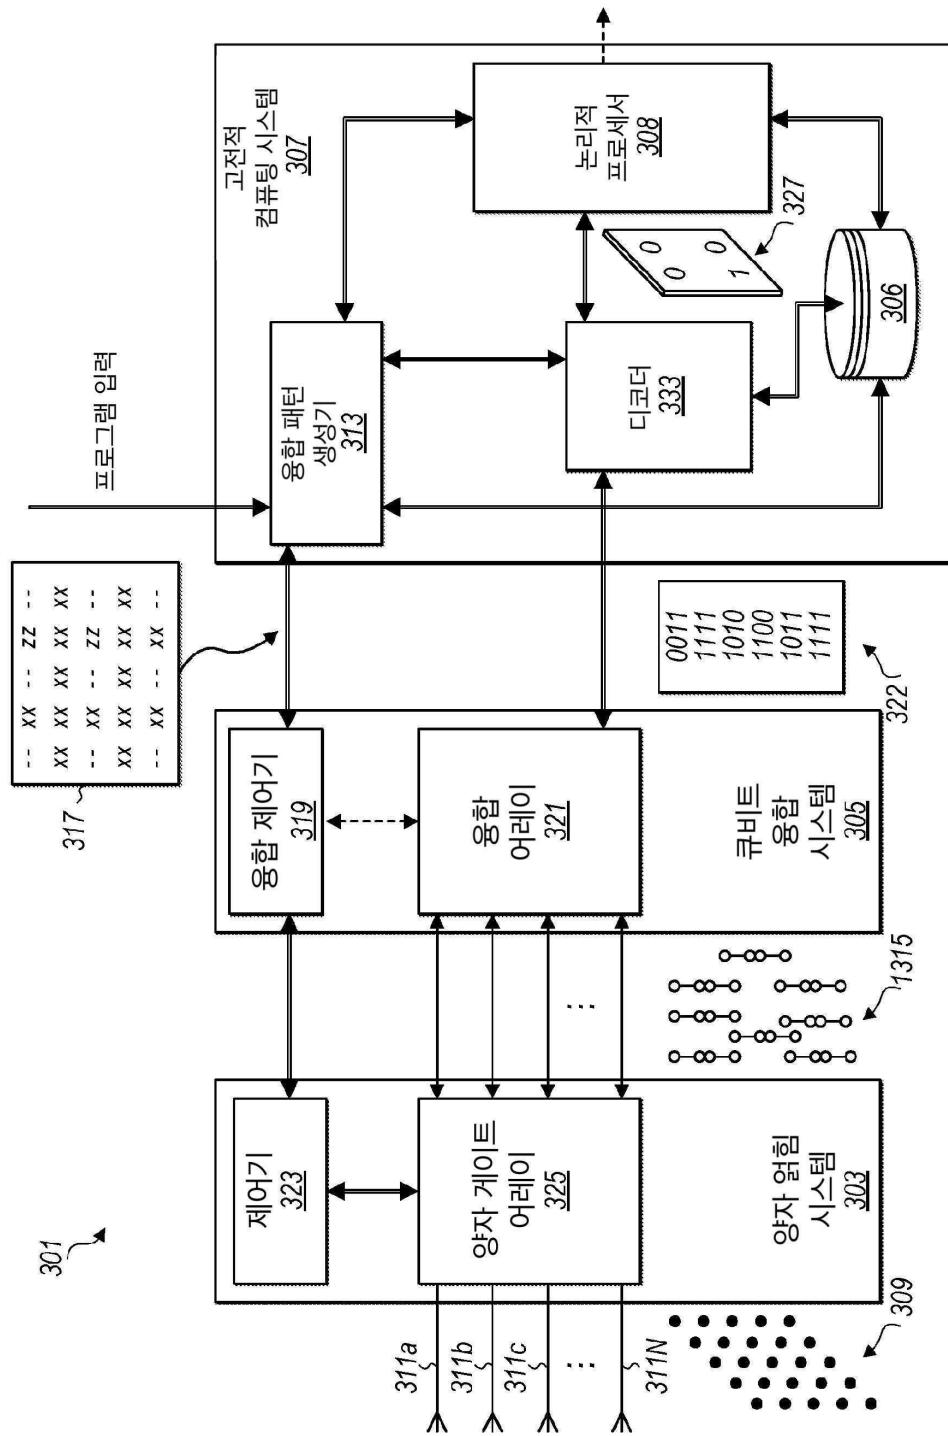 301
317
-- xx -- zz --
xx xx xx xx xx
-- xx -- zz --
xx xx xx xx xx
-- xx -- xx --
프로그램 입력
고전적
컴퓨팅 시스템
307
제어기
323
융합 제어기
319
융합 패턴
생성기
313
311a
311b
311c
⋮
311N
양자 게이트
어레이
325
⋮
융합
어레이
321
디코더
333
논리적
프로세서
308
0 0
1 0
327
306
309
양자 얽힘
시스템
303
1315
큐비트
융합
시스템
305
0011
1111
1010
1100
1011
1111
322